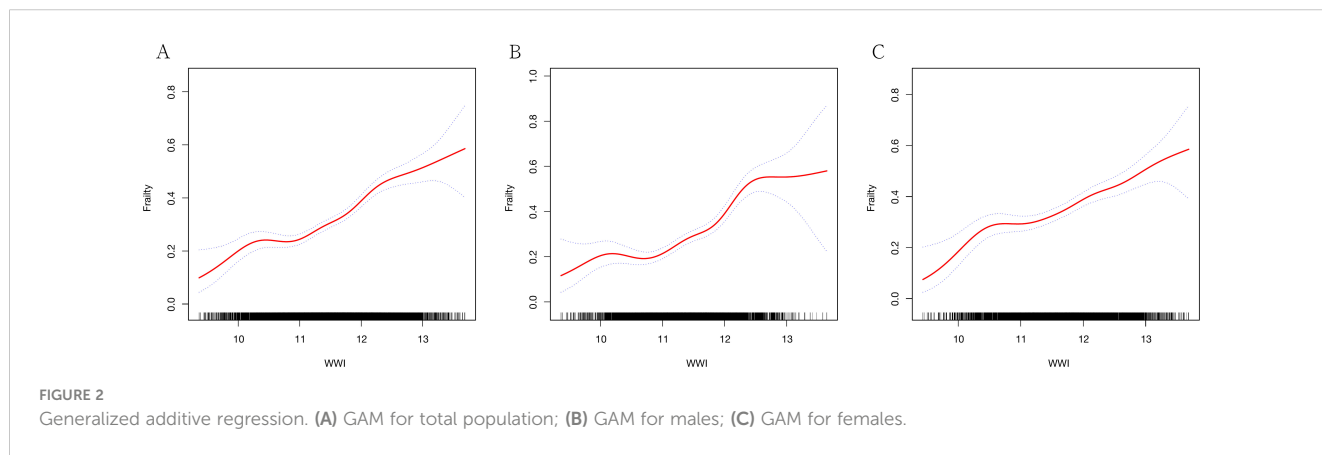 A
0.8
0.6
0.4
0.2
0.0
Frailty
10 11 12 13
WWI
B
1.0
0.8
0.6
0.4
0.2
0.0
Frailty
10 11 12 13
WWI
C
0.8
0.6
0.4
0.2
0.0
Frailty
10 11 12 13
WWI
FIGURE 2
Generalized additive regression. (A) GAM for total population; (B) GAM for males; (C) GAM for females.